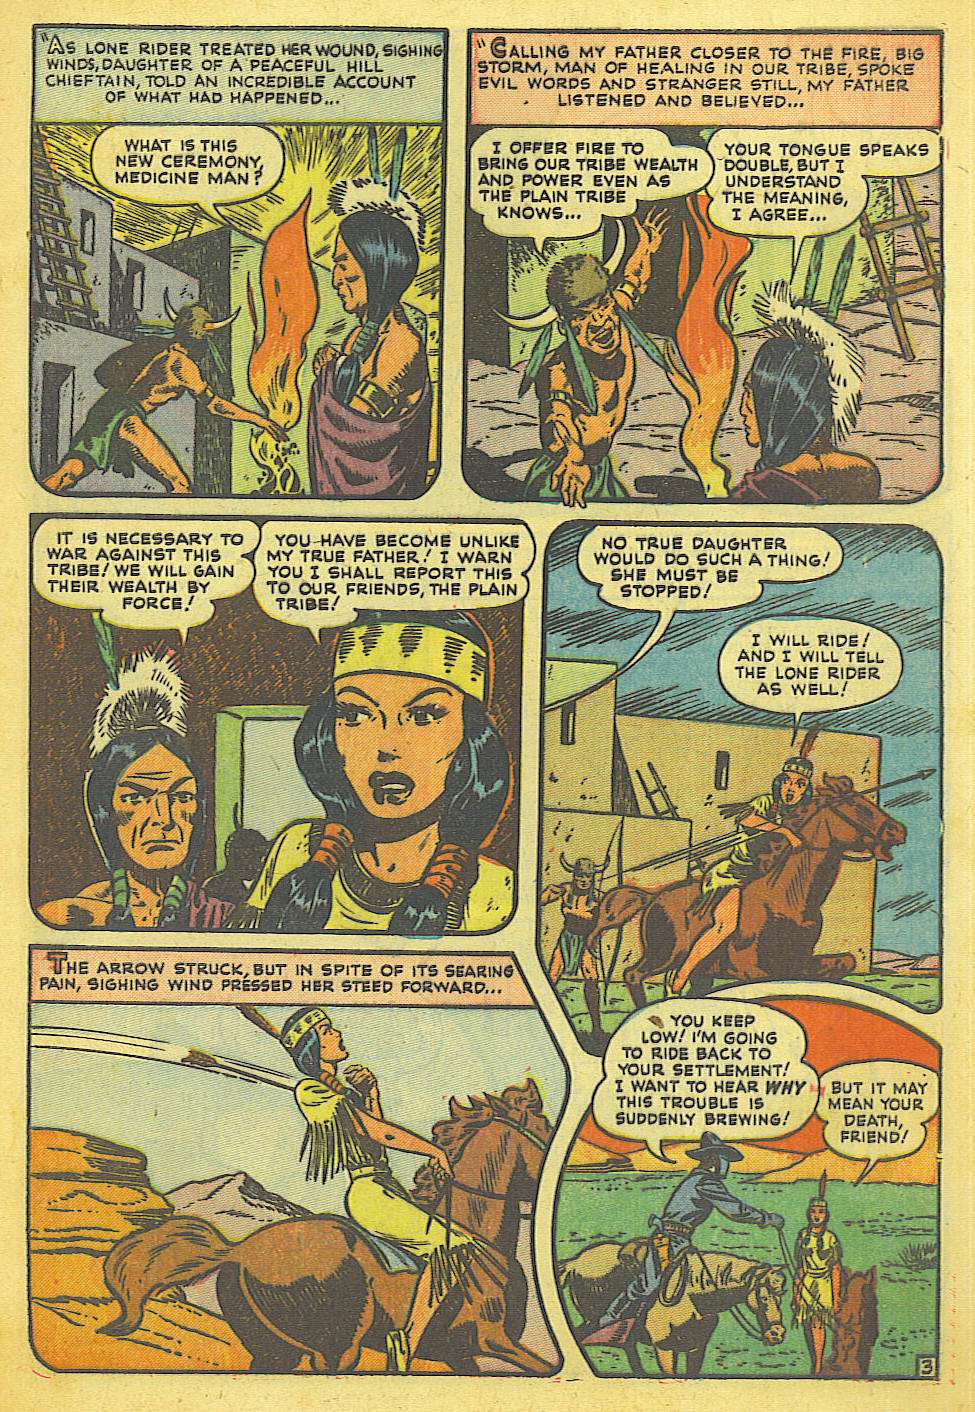 "AS LONE RIDER TREATED HER WOUND, SIGHING
WINDS, DAUGHTER OF A PEACEFUL HILL
CHIEFTAIN, TOLD AN INCREDIBLE ACCOUNT
OF WHAT HAD HAPPENED...
WHAT IS THIS
NEW CEREMONY,
MEDICINE MAN?
"CALLING MY FATHER CLOSER TO THE FIRE, BIG
STORM, MAN OF HEALING IN OUR TRIBE, SPOKE
EVIL WORDS AND STRANGER STILL, MY FATHER
LISTENED AND BELIEVED...
I OFFER FIRE TO
BRING OUR TRIBE WEALTH
AND POWER EVEN AS
THE PLAIN TRIBE
KNOWS...
YOUR TONGUE SPEAKS
DOUBLE, BUT I
UNDERSTAND
THE MEANING,
I AGREE...
IT IS NECESSARY TO
WAR AGAINST THIS
TRIBE! WE WILL GAIN
THEIR WEALTH BY
FORCE!
YOU HAVE BECOME UNLIKE
MY TRUE FATHER! I WARN
YOU I SHALL REPORT THIS
TO OUR FRIENDS, THE PLAIN
TRIBE!
NO TRUE DAUGHTER
WOULD DO SUCH A THING!
SHE MUST BE
STOPPED!
I WILL RIDE!
AND I WILL TELL
THE LONE RIDER
AS WELL!
THE ARROW STRUCK, BUT IN SPITE OF ITS SEARING
PAIN, SIGHING WIND PRESSED HER STEED FORWARD...
YOU KEEP
LOW! I'M GOING
TO RIDE BACK TO
YOUR SETTLEMENT!
I WANT TO HEAR WHY
THIS TROUBLE IS
SUDDENLY BREWING!
BUT IT MAY
MEAN YOUR
DEATH,
FRIEND!
3